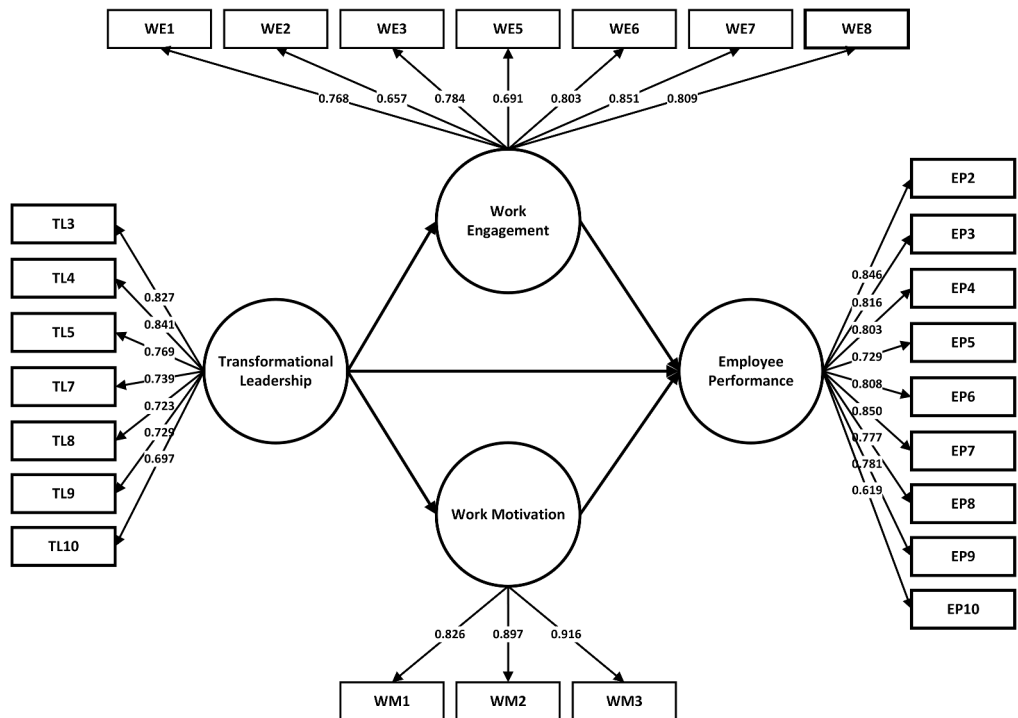 WE1
WE2
WE3
WE5
WE6
WE7
WE8
0.768
0.657
0.784
0.691
0.803
0.851
0.809
Work
Engagement
TL3
TL4
TL5
TL7
TL8
TL9
TL10
0.827
0.841
0.769
0.739
0.723
0.729
0.697
Transformational
Leadership
Employee
Performance
0.846
0.816
0.803
0.729
0.808
0.850
0.777
0.781
0.619
EP2
EP3
EP4
EP5
EP6
EP7
EP8
EP9
EP10
Work Motivation
0.826
0.897
0.916
WM1
WM2
WM3